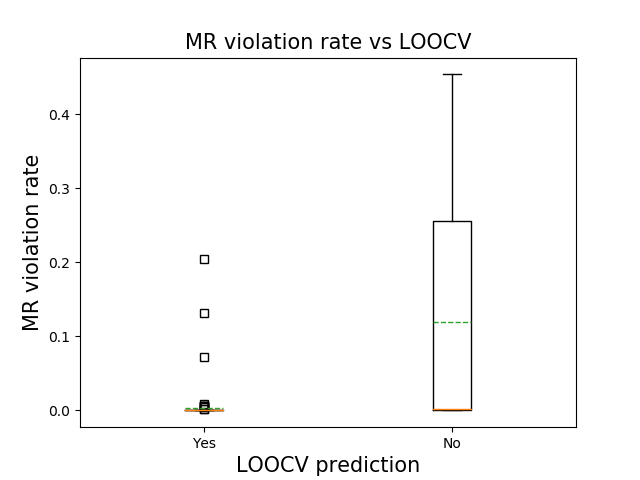 MR violation rate vs LOOCV
MR violation rate
0.4
0.3
0.2
0.1
0.0
Yes
No
LOOCV prediction